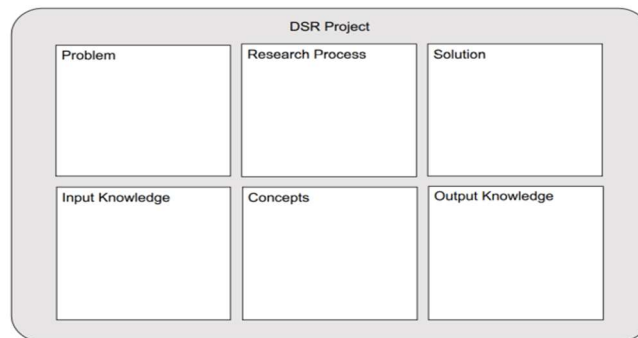 DSR Project
Problem
Research Process
Solution
Input Knowledge
Concepts
Output Knowledge